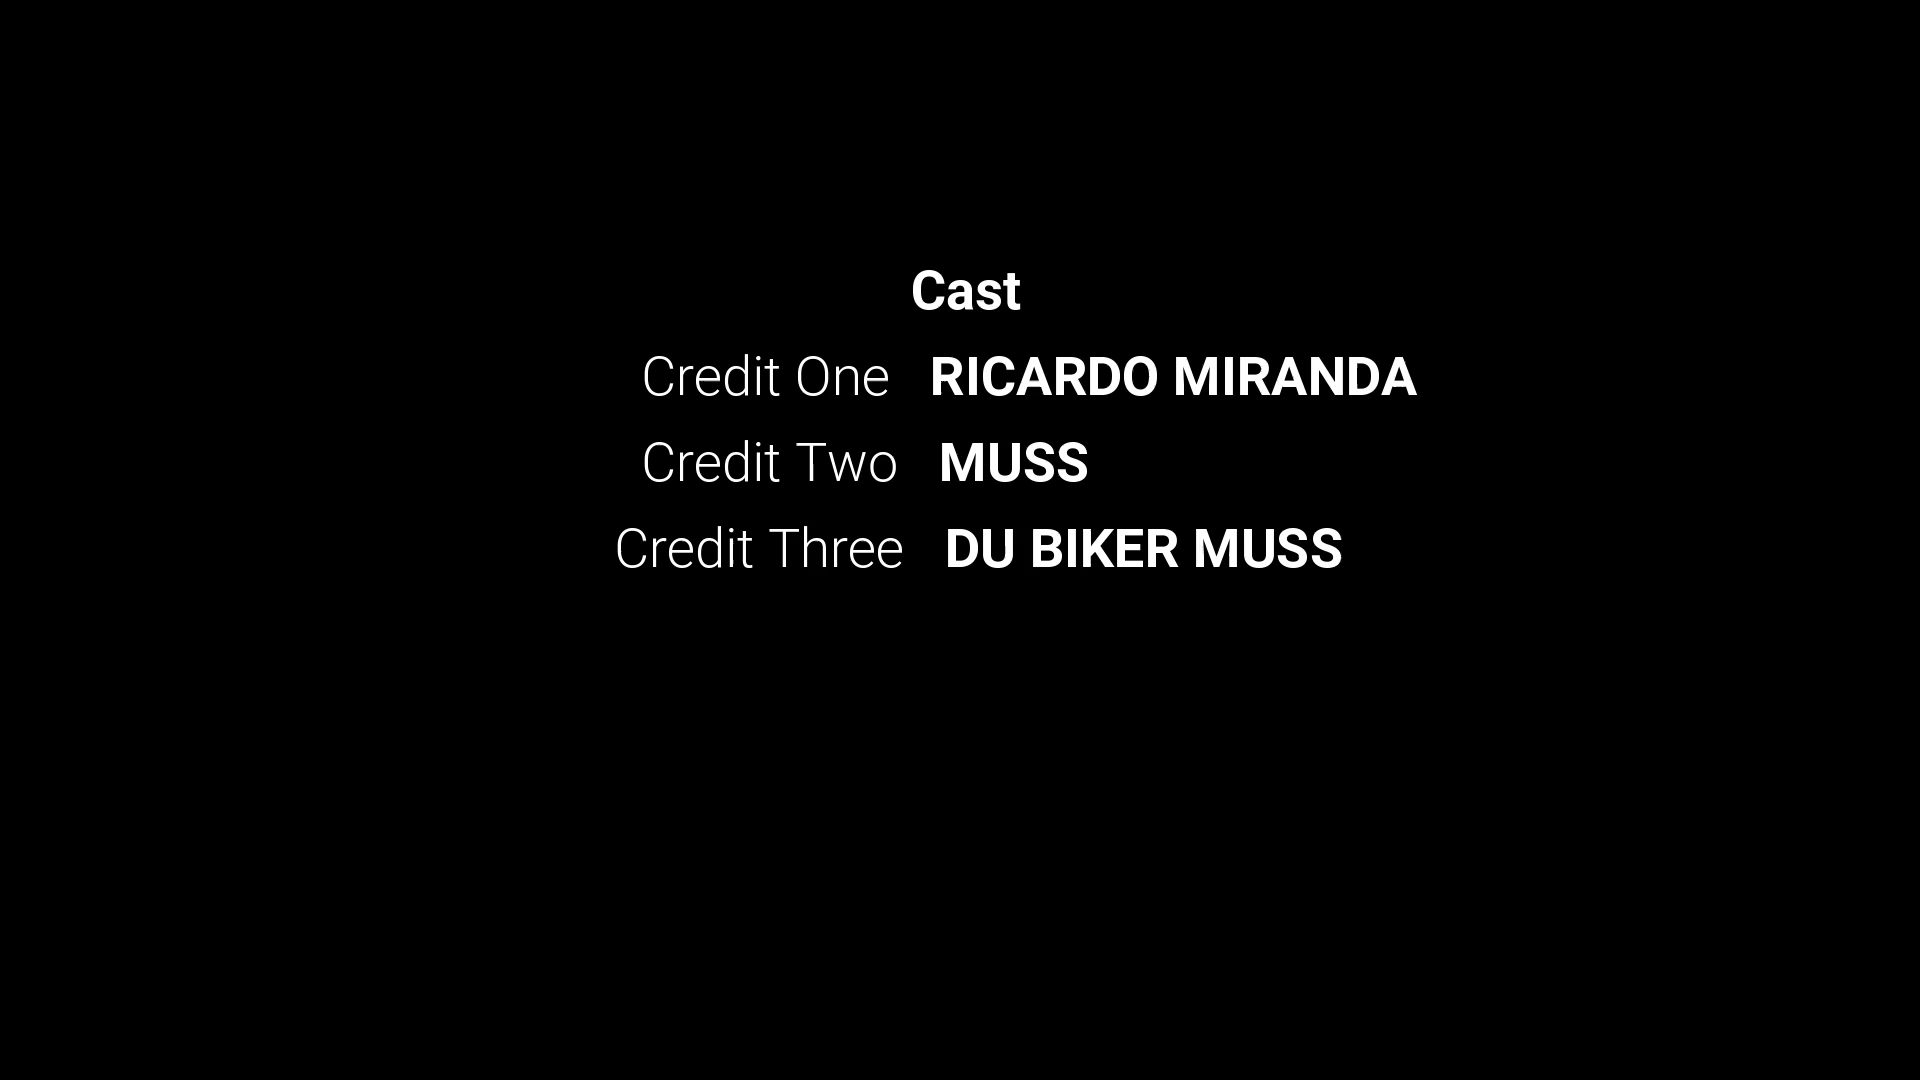 Cast
Credit One RICARDO MIRANDA
Credit Two MUSS
Credit Three DU BIKER MUSS